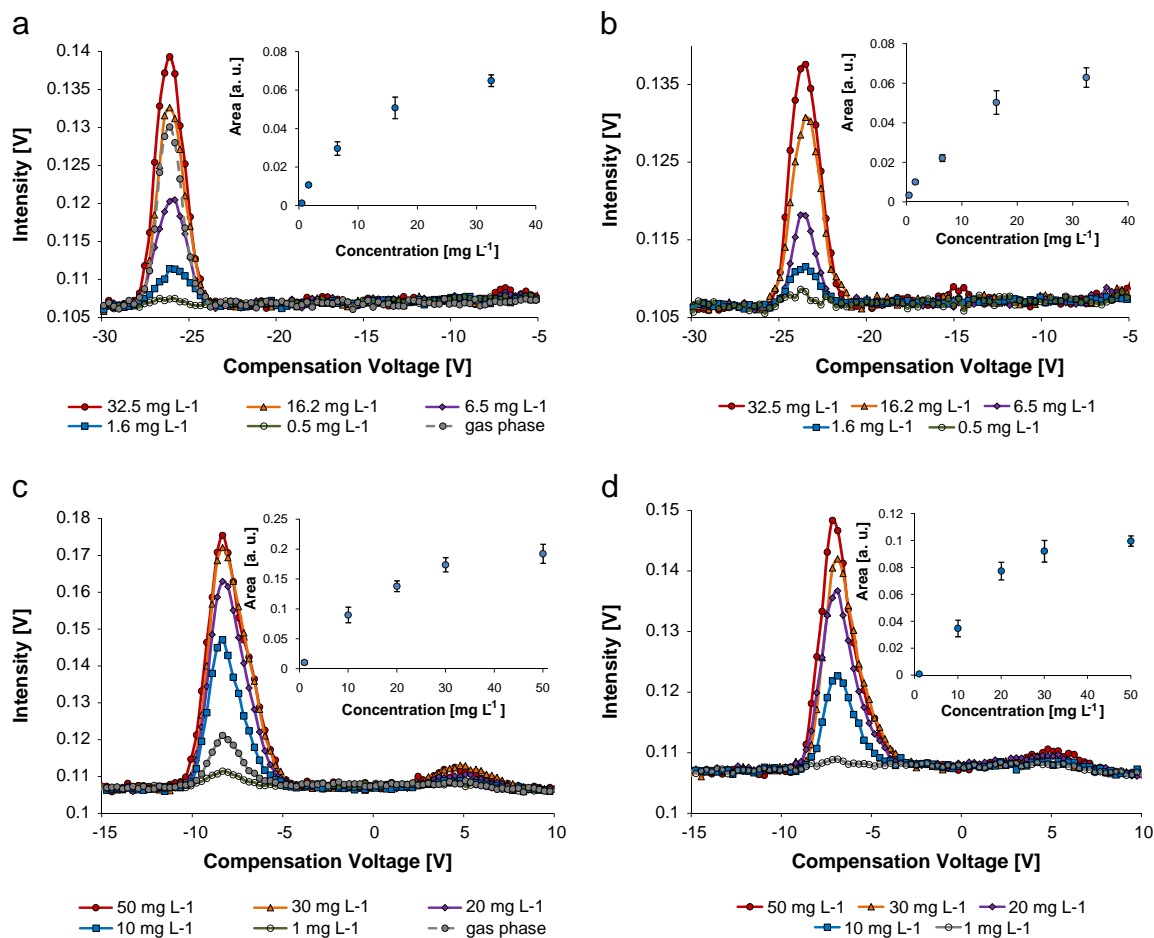 a
0.14
0.135
0.13
0.125
0.12
0.115
0.11
0.105
Intensity [V]
-30 -25 -20 -15 -10 -5
Compensation Voltage [V]
0.08
0.06
0.04
0.02
0
Area [a. u.]
0 10 20 30 40
Concentration [mg L-1]
32.5 mg L-1 16.2 mg L-1 6.5 mg L-1
1.6 mg L-1 0.5 mg L-1 gas phase
b
0.135
0.125
0.115
0.105
Intensity [V]
-30 -25 -20 -15 -10 -5
Compensation Voltage [V]
0.08
0.06
0.04
0.02
0
Area [a. u.]
0 10 20 30 40
Concentration [mg L-1]
32.5 mg L-1 16.2 mg L-1 6.5 mg L-1
1.6 mg L-1 0.5 mg L-1
c
0.18
0.17
0.16
0.15
0.14
0.13
0.12
0.11
0.1
Intensity [V]
-15 -10 -5 0 5 10
Compensation Voltage [V]
0.25
0.2
0.15
0.1
0.05
0
Area [a. u.]
0 10 20 30 40 50
Concentration [mg L-1]
50 mg L-1 30 mg L-1 20 mg L-1
10 mg L-1 1 mg L-1 gas phase
d
0.15
0.14
0.13
0.12
0.11
0.1
Intensity [V]
-15 -10 -5 0 5 10
Compensation Voltage [V]
0.12
0.1
0.08
0.06
0.04
0.02
0
Area [a. u.]
0 10 20 30 40 50
Concentration [mg L-1]
50 mg L-1 30 mg L-1 20 mg L-1
10 mg L-1 1 mg L-1